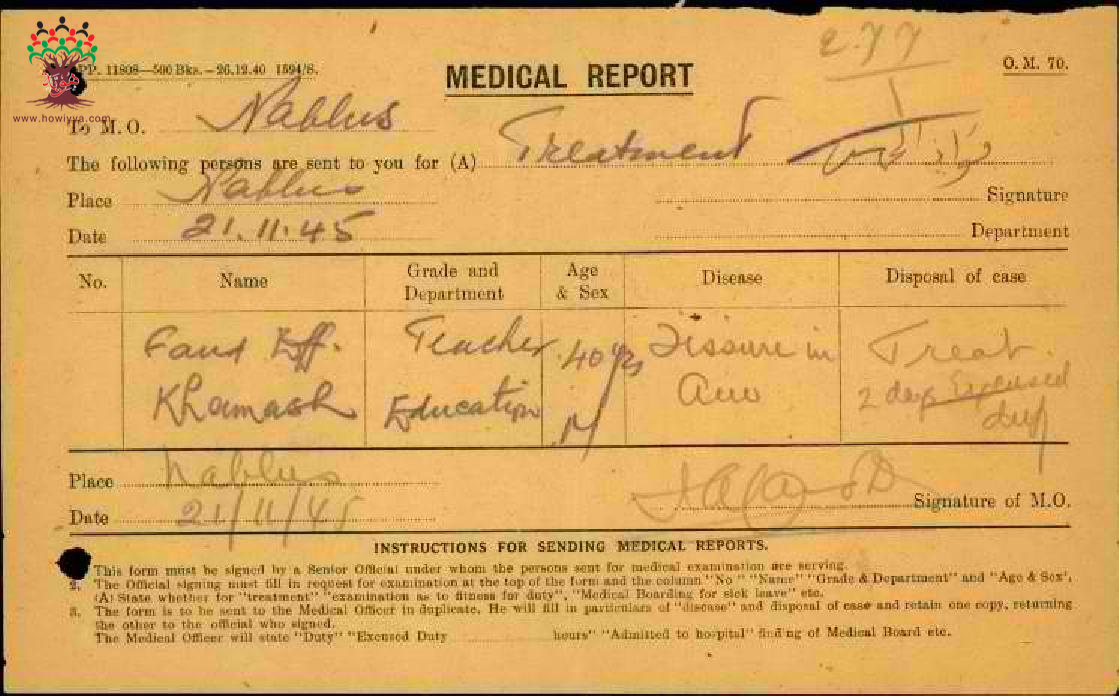 277
PP. 11808—500 Bks.—26.12.40 1594/S.
MEDICAL REPORT
O. M. 70.
www.howiyya.com
To M. O. Nablus
The following persons are sent to you for (A) Treatment
Place Nablus
Signature
Date 21.11.45
Department
No. Name Grade and Department Age & Sex Disease Disposal of case
Eff. Teacher 40 yrs Fissure in Treat
Khamash Education M 2 days Excused duty
Place Nablus
Date 21/11/45
Signature of M.O.
INSTRUCTIONS FOR SENDING MEDICAL REPORTS.
This form must be signed by a Senior Official under whom the persons sent for medical examination are serving.
2. The Official signing must fill in request for examination at the top of the form and the column "No" "Name" "Grade & Department" and "Age & Sex".
(A) State whether for "treatment" "examination as to fitness for duty", "Medical Boarding for sick leave" etc.
3. The form is to be sent to the Medical Officer in duplicate. He will fill in particulars of "disease" and disposal of case and retain one copy, returning
the other to the official who signed.
The Medical Officer will state "Duty" "Excused Duty ............ hours" "Admitted to hospital" finding of Medical Board etc.